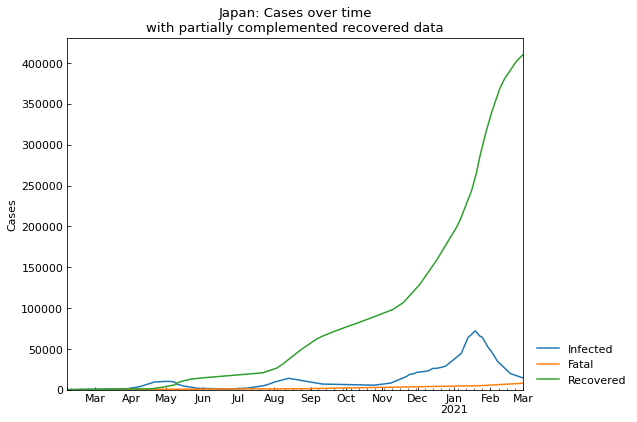 Japan: Cases over time
with partially complemented recovered data
Cases
400000
350000
300000
250000
200000
150000
100000
50000
0
Mar Apr May Jun Jul Aug Sep Oct Nov Dec Jan Feb Mar
2021
Infected
Fatal
Recovered